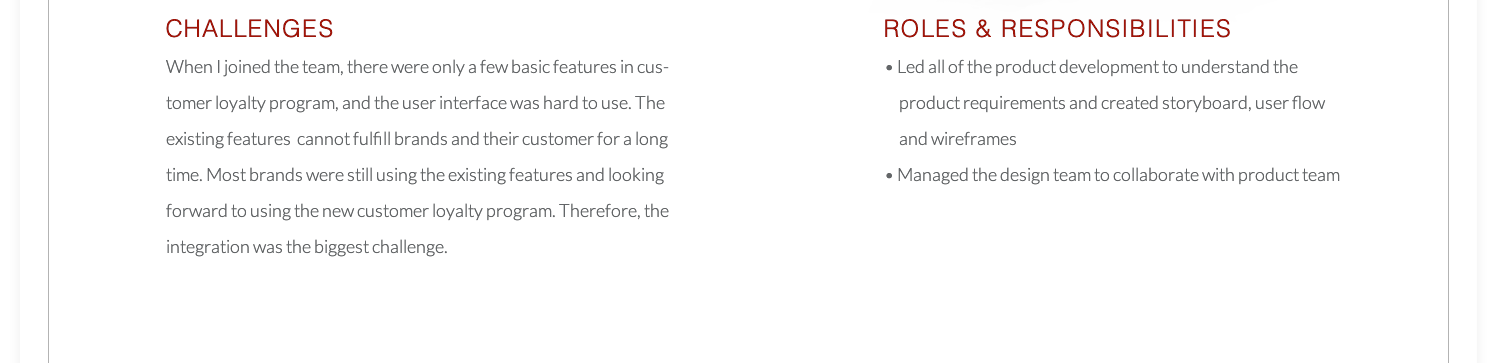 CHALLENGES
When I joined the team, there were only a few basic features in cus-
tomer loyalty program, and the user interface was hard to use. The
existing features  cannot fulfill brands and their customer for a long
time. Most brands were still using the existing features and looking
forward to using the new customer loyalty program. Therefore, the
integration was the biggest challenge.
ROLES & RESPONSIBILITIES
• Led all of the product development to understand the
product requirements and created storyboard, user flow
and wireframes
• Managed the design team to collaborate with product team